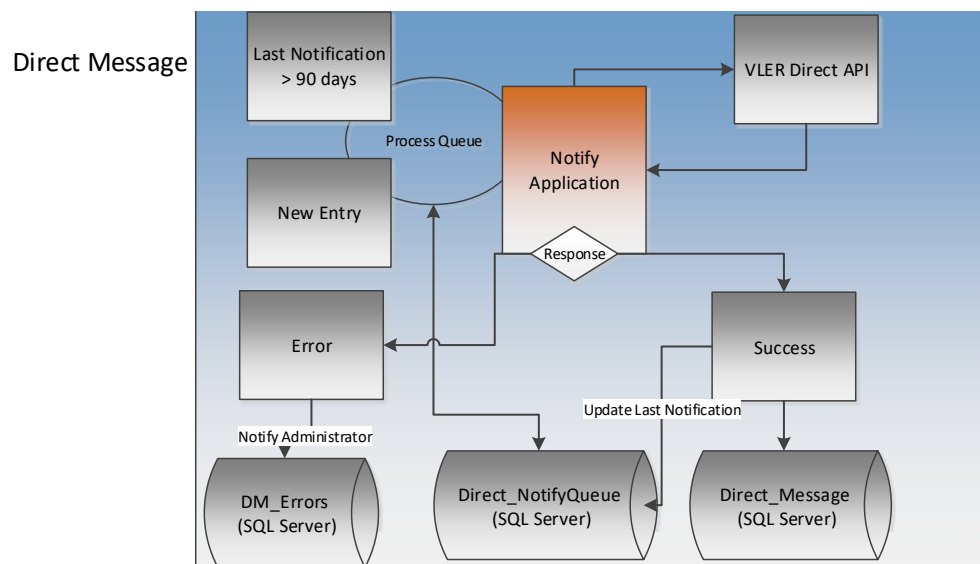 Direct Message
Last Notification
> 90 days
VLER Direct API
Process Queue
Notify
Application
New Entry
Response
Error
Success
Update Last Notification
Notify Administrator
DM_Errors
(SQL Server)
Direct_NotifyQueue
(SQL Server)
Direct_Message
(SQL Server)